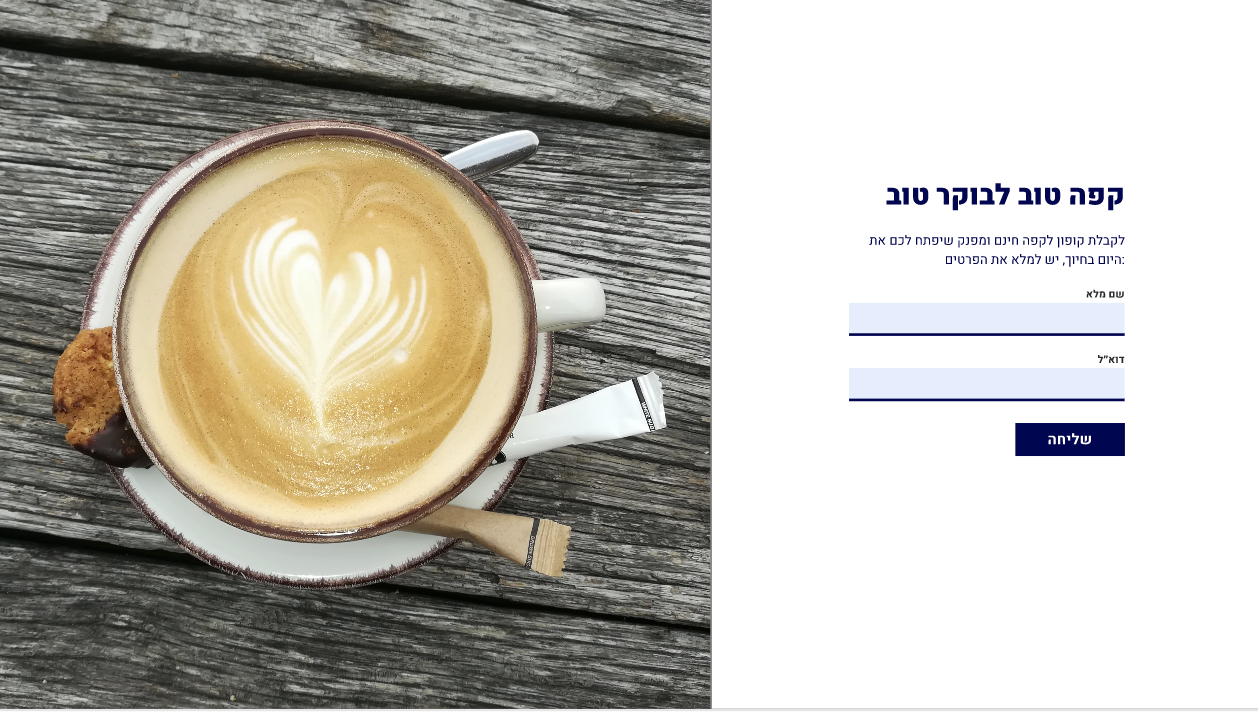 קפה טוב לבוקר טוב
לקבלת קופון לקפה חינם ומפנק שיפתח לכם את
היום בחיוך, יש למלא את הפרטים:
שם מלא
דוא"ל
שליחה